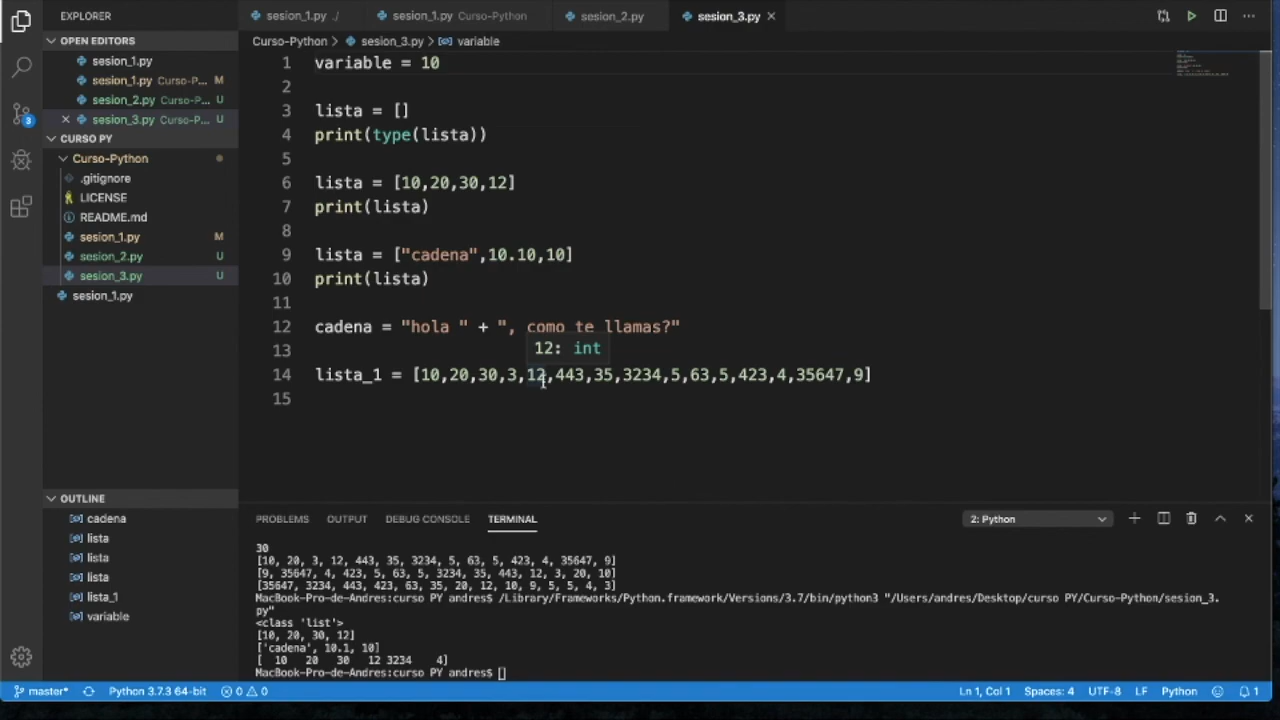 EXPLORER
sesion_1.py ./
sesion_1.py Curso-Python
sesion_2.py
sesion_3.py
OPEN EDITORS
sesion_1.py
sesion_1.py Curso-P... M
sesion_2.py Curso-P... U
sesion_3.py Curso-P... U
CURSO PY
Curso-Python
.gitignore
LICENSE
README.md
sesion_1.py M
sesion_2.py U
sesion_3.py U
sesion_1.py
3
OUTLINE
cadena
lista
lista
lista
lista_1
variable
Curso-Python > sesion_3.py > variable
1 variable = 10
2
3 lista = []
4 print(type(lista))
5
6 lista = [10,20,30,12]
7 print(lista)
8
9 lista = ["cadena",10.10,10]
10 print(lista)
11
12 cadena = "hola " + ", como te llamas?"
12: int
13
14 lista_1 = [10,20,30,3,12,443,35,3234,5,63,5,423,4,35647,9]
15
PROBLEMS OUTPUT DEBUG CONSOLE TERMINAL 2: Python
30
[10, 20, 3, 12, 443, 35, 3234, 5, 63, 5, 423, 4, 35647, 9]
[9, 35647, 4, 423, 5, 63, 5, 3234, 35, 443, 12, 3, 20, 10]
[35647, 3234, 443, 423, 63, 35, 20, 12, 10, 9, 5, 5, 4, 3]
MacBook-Pro-de-Andres:curso PY andres$ /Library/Frameworks/Python.framework/Versions/3.7/bin/python3 "/Users/andres/Desktop/curso PY/Curso-Python/sesion_3.
py"
<class 'list'>
[10, 20, 30, 12]
['cadena', 10.1, 10]
[ 10 20 30 12 3234 4]
MacBook-Pro-de-Andres:curso PY andres$ []
master* Python 3.7.3 64-bit 0 0 Ln 1, Col 1 Spaces: 4 UTF-8 LF Python 1